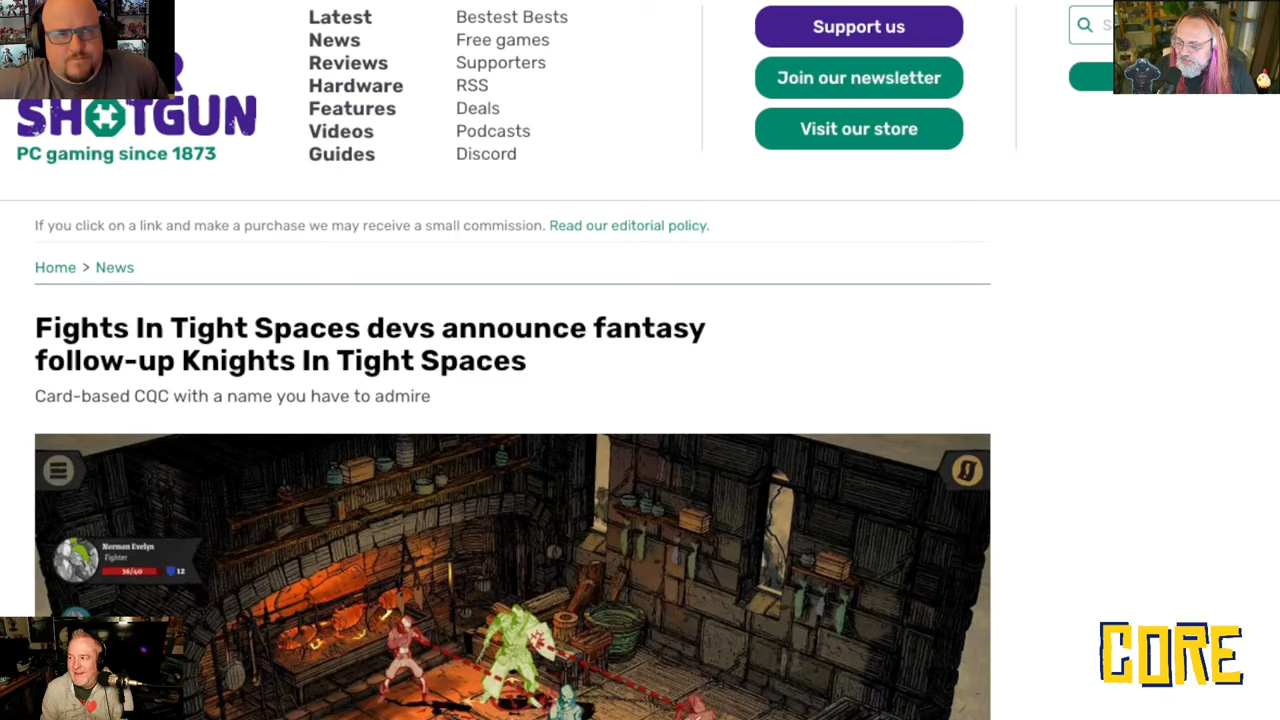 R
SHOTGUN
PC gaming since 1873
Latest
News
Reviews
Hardware
Features
Videos
Guides
Bestest Bests
Free games
Supporters
RSS
Deals
Podcasts
Discord
Support us
Join our newsletter
Visit our store
S
If you click on a link and make a purchase we may receive a small commission. Read our editorial policy.
Home > News
Fights In Tight Spaces devs announce fantasy
follow-up Knights In Tight Spaces
Card-based CQC with a name you have to admire
Norman Evelyn
Fighter
36/40
12
CORE